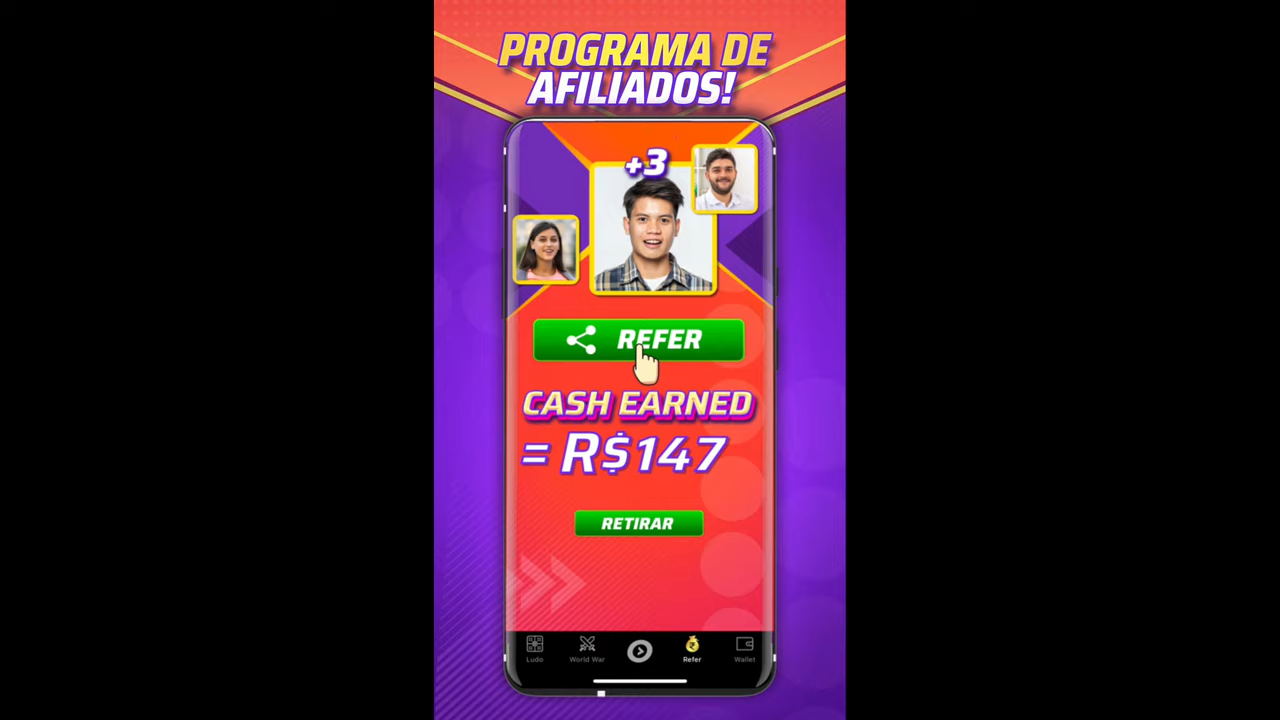 PROGRAMA DE
AFILIADOS!
+3
REFER
CASH EARNED
= R$147
RETIRAR
Ludo
World War
Refer
Wallet